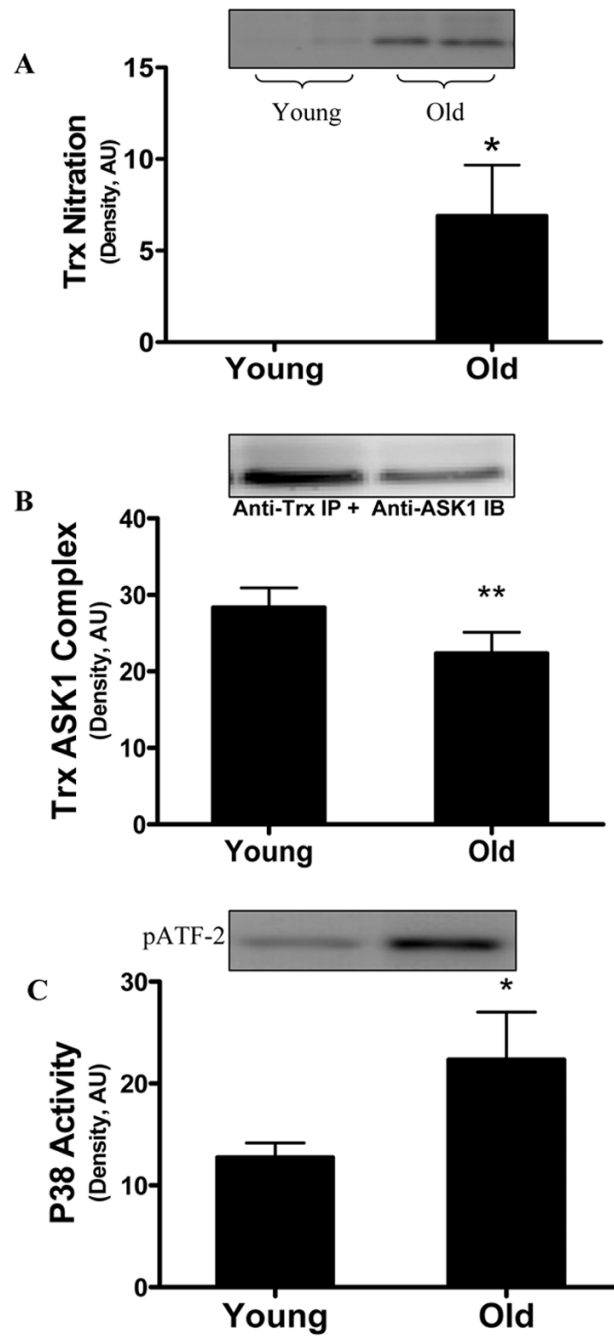 A
Young Old
*
15
10
5
0
Trx Nitration
(Density, AU)
Young Old
B
Anti-Trx IP + Anti-ASK1 IB
**
40
30
20
10
0
Trx ASK1 Complex
(Density, AU)
Young Old
pATF-2
C
*
30
20
10
0
P38 Activity
(Density, AU)
Young Old